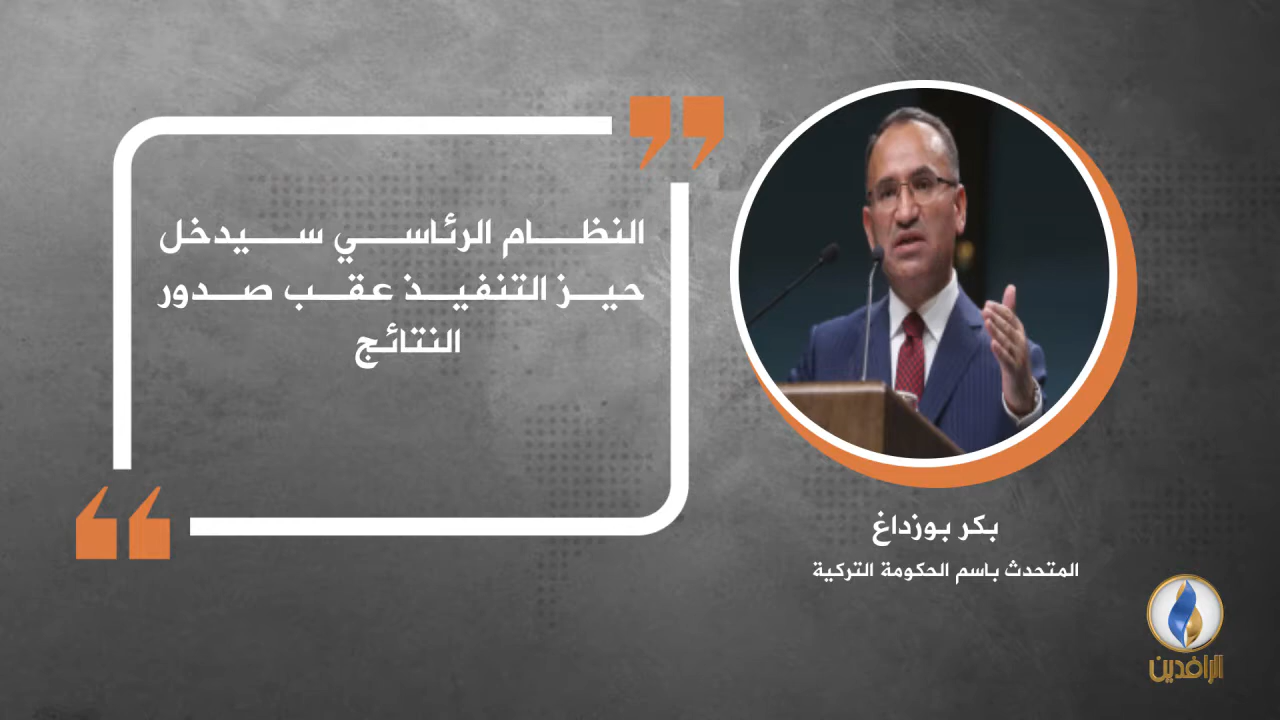 النظام الرئاسي سيدخل
حيز التنفيذ عقب صدور
النتائج
بكر بوزداغ
المتحدث باسم الحكومة التركية
الرافدين